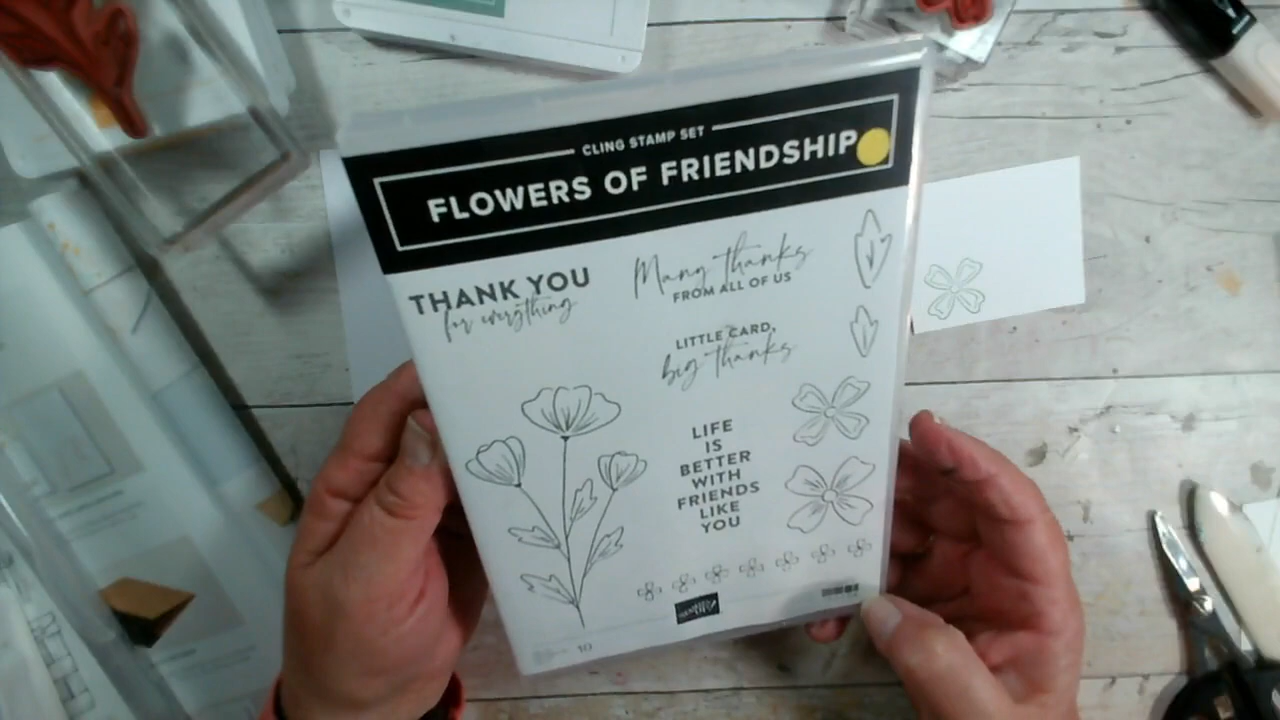 CLING STAMP SET
FLOWERS OF FRIENDSHIP
THANK YOU
for everything
Many thanks
FROM ALL OF US
LITTLE CARD,
big thanks
LIFE
IS
BETTER
WITH
FRIENDS
LIKE
YOU
10